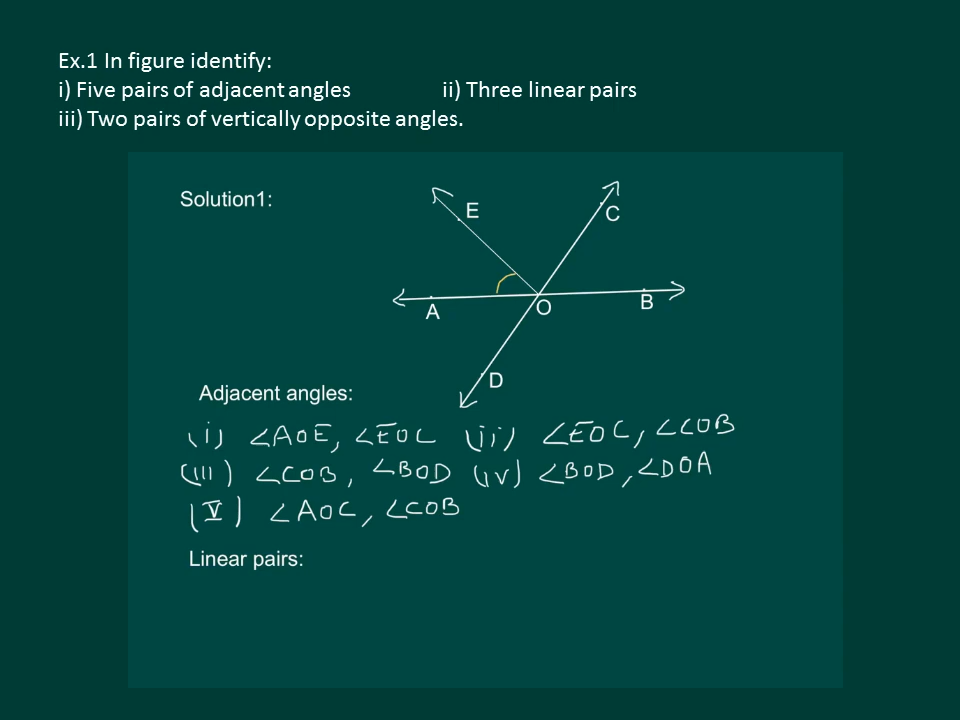 Ex.1 In figure identify:
i) Five pairs of adjacent angles ii) Three linear pairs
iii) Two pairs of vertically opposite angles.
Solution1:
E
C
A
O
B
D
Adjacent angles:
(i) ∠AOE, ∠EOC (ii) ∠EOC, ∠COB
(iii) ∠COB, ∠BOD (iv) ∠BOD, ∠DOA
(V) ∠AOC, ∠COB
Linear pairs: